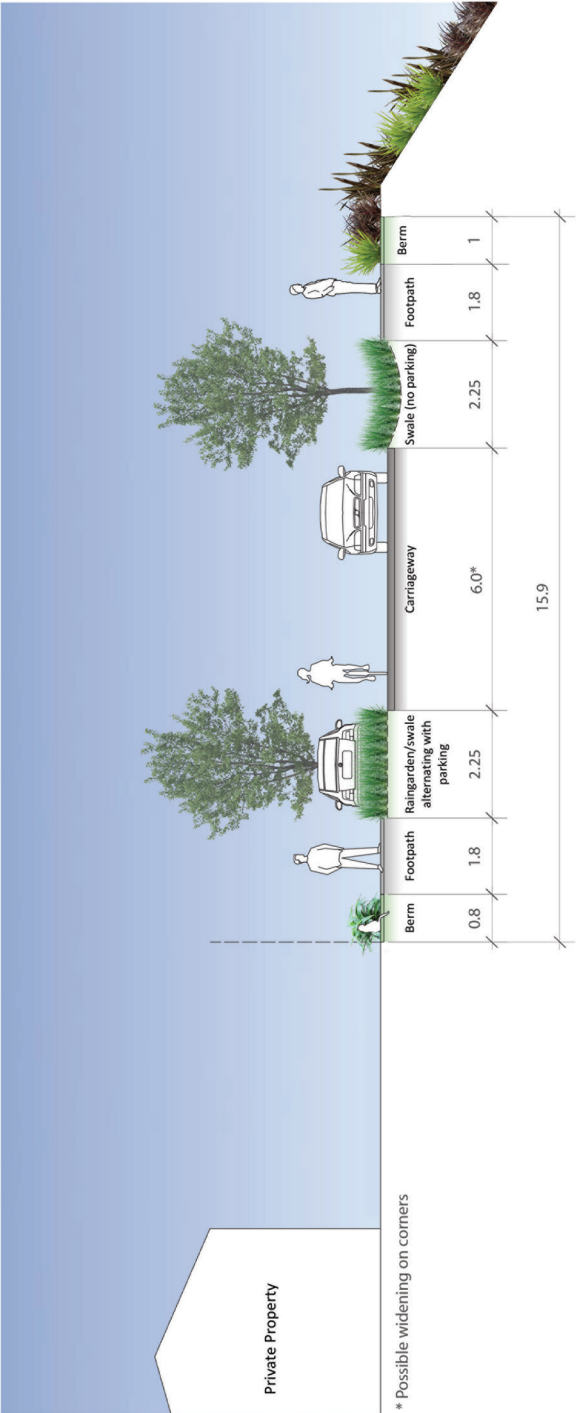 Private Property
Berm
Footpath
Raingarden/swale
alternating with
parking
Carriageway
Swale (no parking)
Footpath
Berm
0.8
1.8
2.25
6.0*
2.25
1.8
1
15.9
* Possible widening on corners